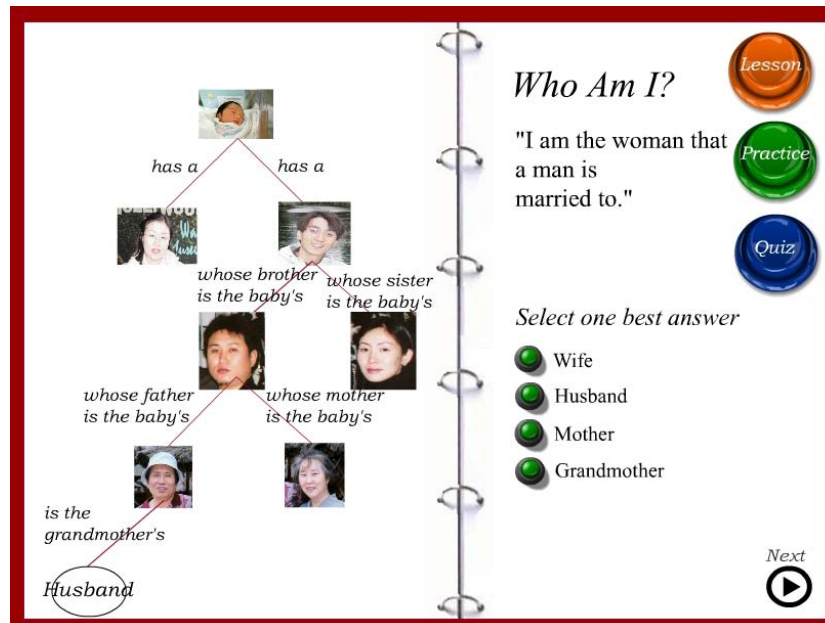 has a
has a
whose brother
is the baby's
whose sister
is the baby's
whose father
is the baby's
whose mother
is the baby's
is the
grandmother's
Husband
Who Am I?
"I am the woman that
a man is
married to."
Select one best answer
Wife
Husband
Mother
Grandmother
Lesson
Practice
Quiz
Next